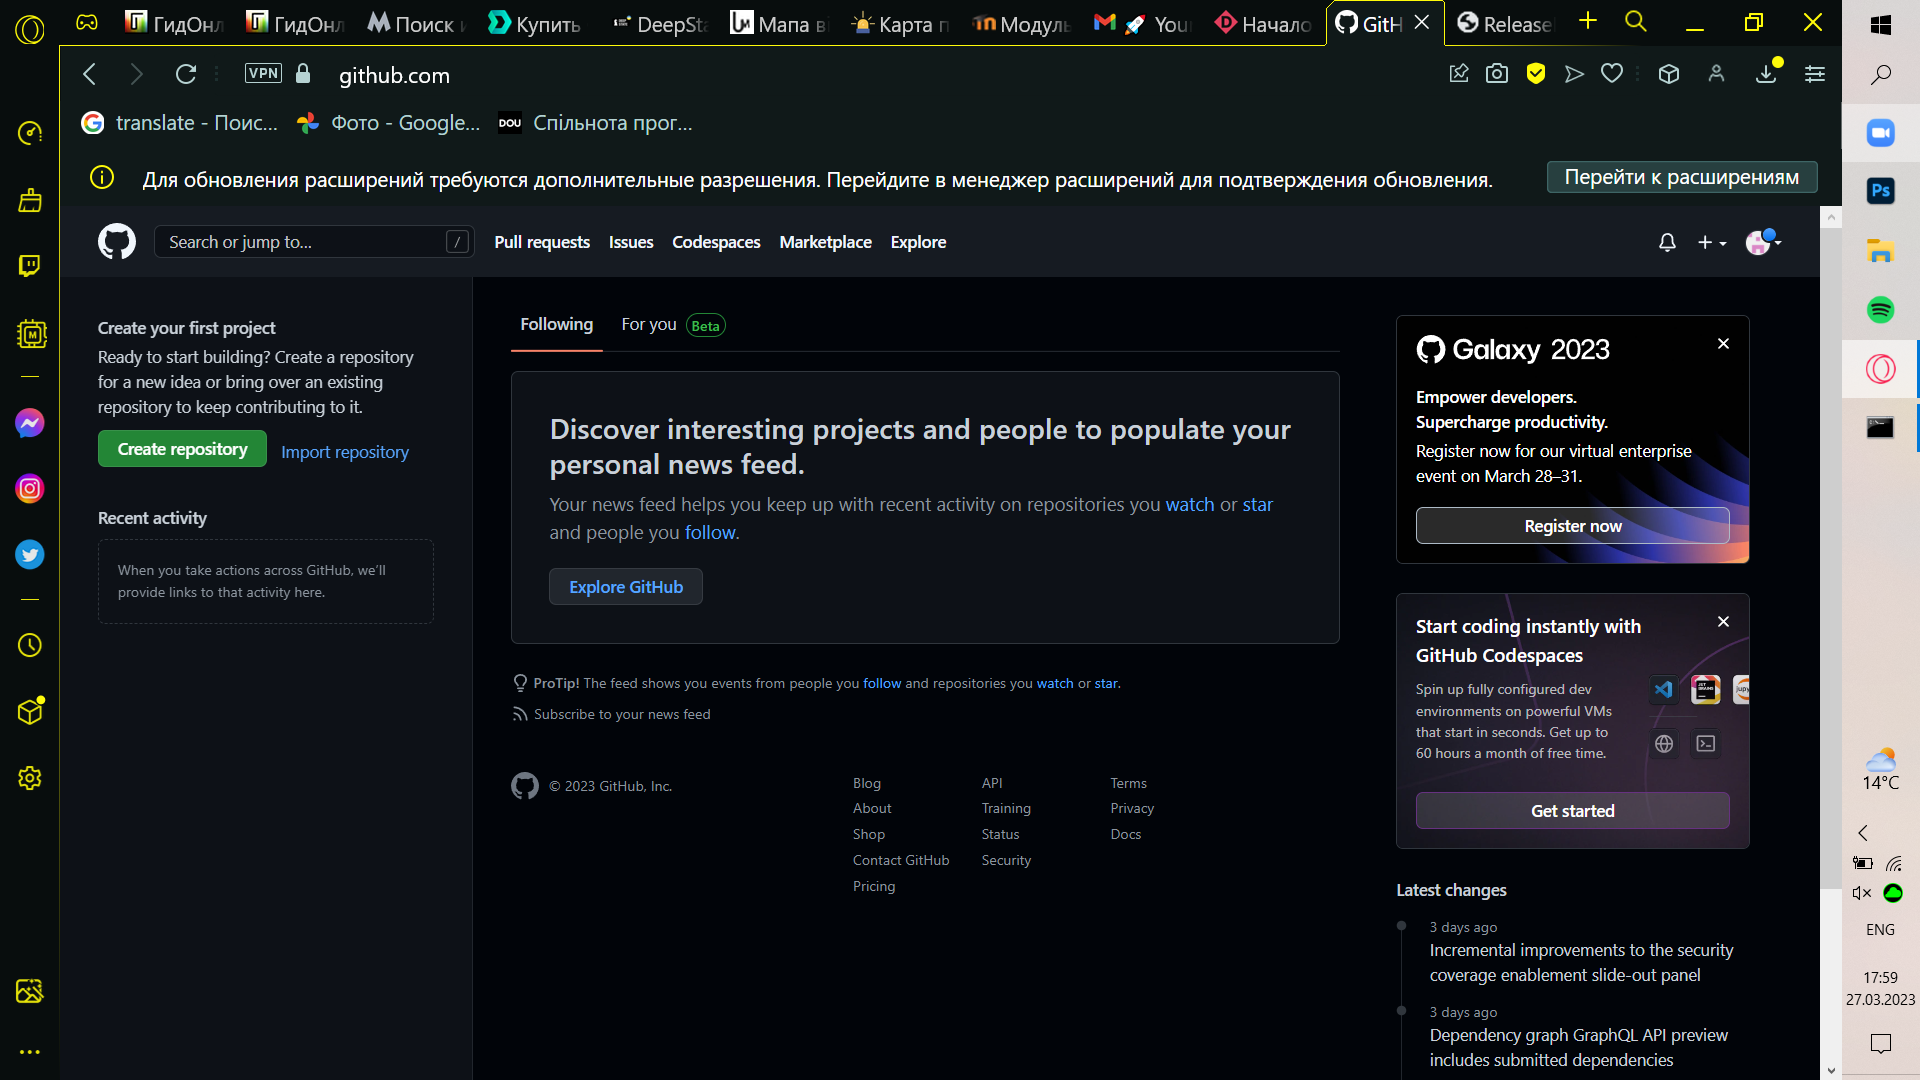 ГидОнл
ГидОнл
Поиск и
Купить
DeepSta
Мапа ві
Карта п
Модуль
You
Начало
GitH
Release
VPN
github.com
translate - Поис...
Фото - Google...
DOU
Спільнота прог...
Для обновления расширений требуются дополнительные разрешения. Перейдите в менеджер расширений для подтверждения обновления.
Перейти к расширениям
Search or jump to...
/
Pull requests
Issues
Codespaces
Marketplace
Explore
Create your first project
Ready to start building? Create a repository
for a new idea or bring over an existing
repository to keep contributing to it.
Create repository
Import repository
Recent activity
When you take actions across GitHub, we'll
provide links to that activity here.
Following
For you
Beta
Discover interesting projects and people to populate your
personal news feed.
Your news feed helps you keep up with recent activity on repositories you watch or star
and people you follow.
Explore GitHub
ProTip! The feed shows you events from people you follow and repositories you watch or star.
Subscribe to your news feed
© 2023 GitHub, Inc.
Blog
About
Shop
Contact GitHub
Pricing
API
Training
Status
Security
Terms
Privacy
Docs
Galaxy 2023
Empower developers.
Supercharge productivity.
Register now for our virtual enterprise
event on March 28–31.
Register now
Start coding instantly with
GitHub Codespaces
Spin up fully configured dev
environments on powerful VMs
that start in seconds. Get up to
60 hours a month of free time.
Get started
Latest changes
3 days ago
Incremental improvements to the security
coverage enablement slide-out panel
3 days ago
Dependency graph GraphQL API preview
includes submitted dependencies
Ps
14°C
ENG
17:59
27.03.2023